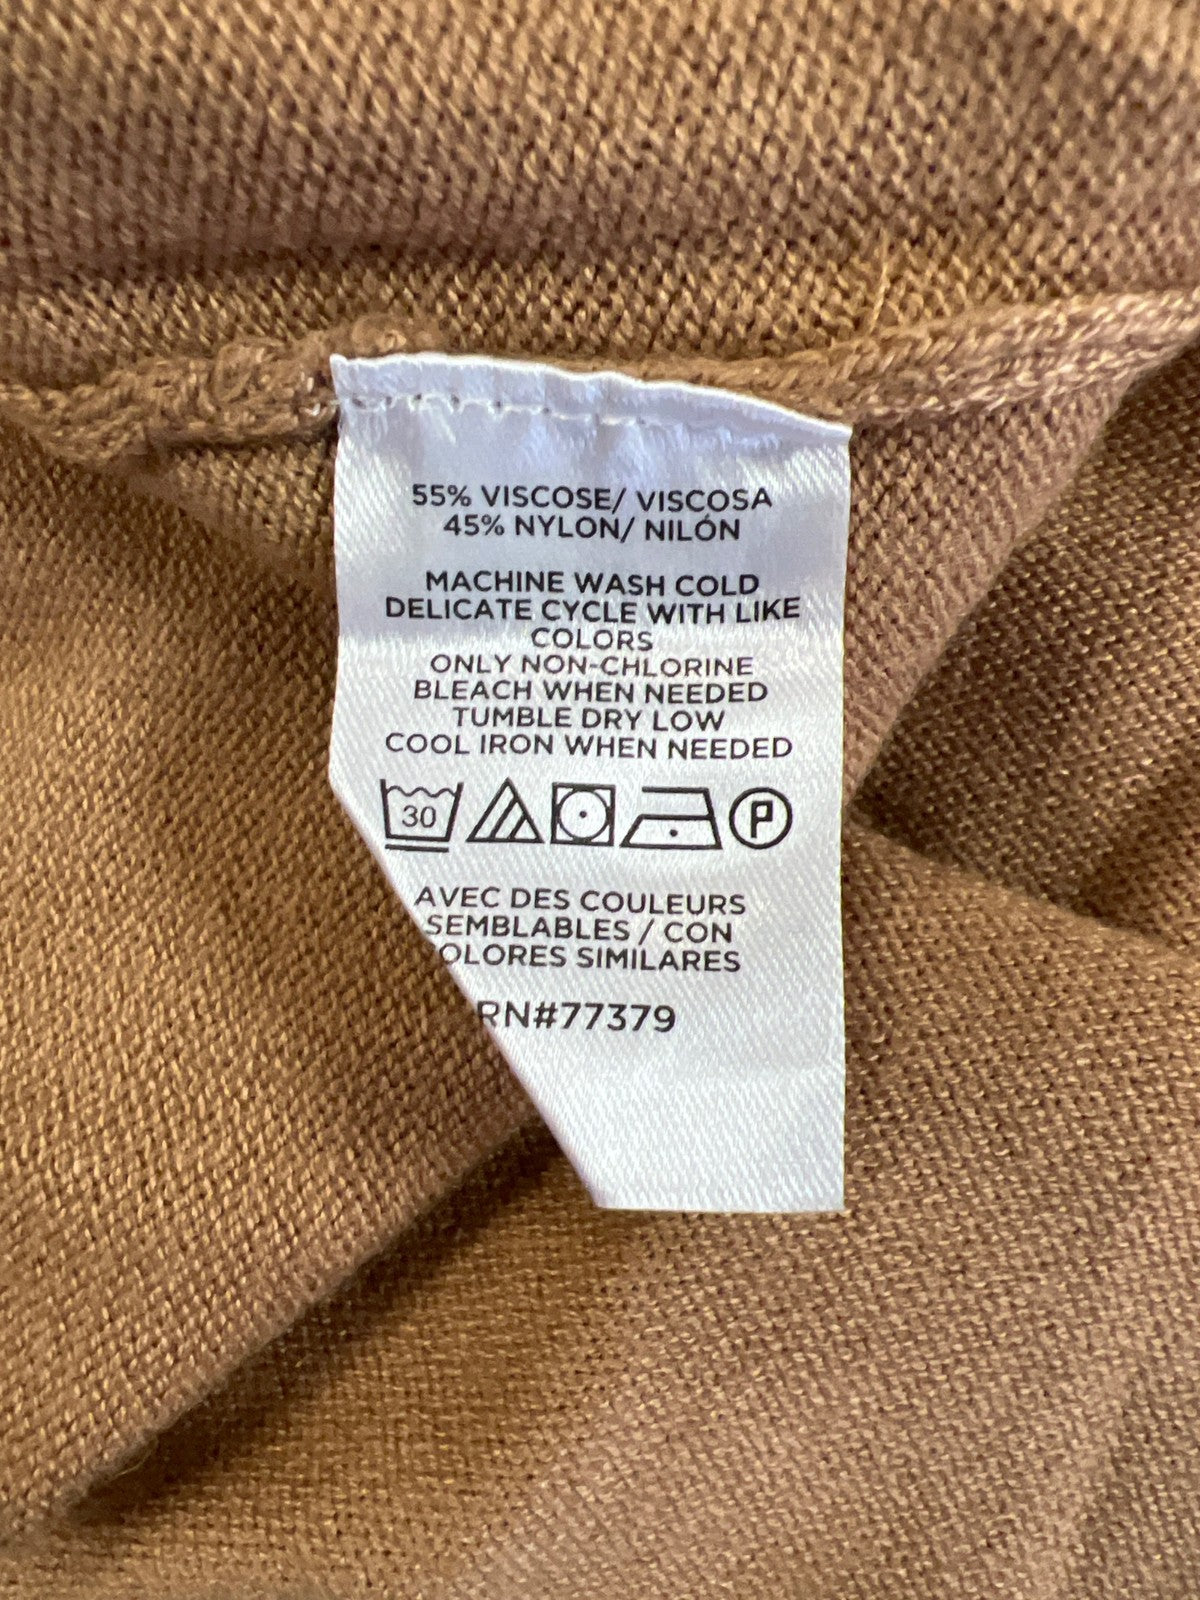 55% VISCOSE/ VISCOSA
45% NYLON/ NILÓN
MACHINE WASH COLD
DELICATE CYCLE WITH LIKE
COLORS
ONLY NON-CHLORINE
BLEACH WHEN NEEDED
TUMBLE DRY LOW
COOL IRON WHEN NEEDED
30 P
AVEC DES COULEURS
SEMBLABLES / CON
OLORES SIMILARES
RN#77379